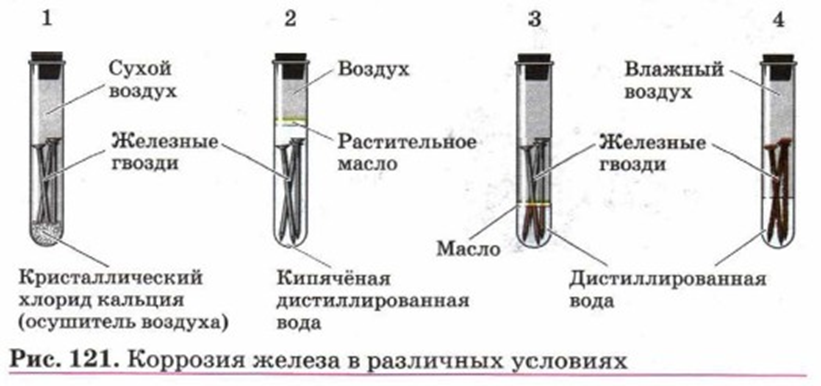 1
2
3
4
Сухой
воздух
Воздух
Влажный
воздух
Железные
гвозди
Растительное
масло
Железные
гвозди
Масло
Кристаллический
хлорид кальция
(осушитель воздуха)
Кипячёная
дистиллированная
вода
Дистиллированная
вода
Рис. 121. Коррозия железа в различных условиях